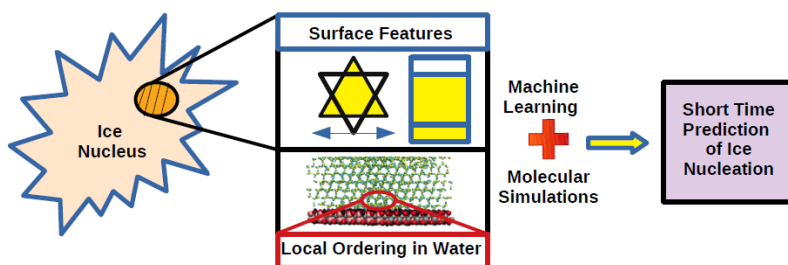 Ice
Nucleus
Surface Features
Local Ordering in Water
Machine
Learning
Molecular
Simulations
Short Time
Prediction
of Ice
Nucleation